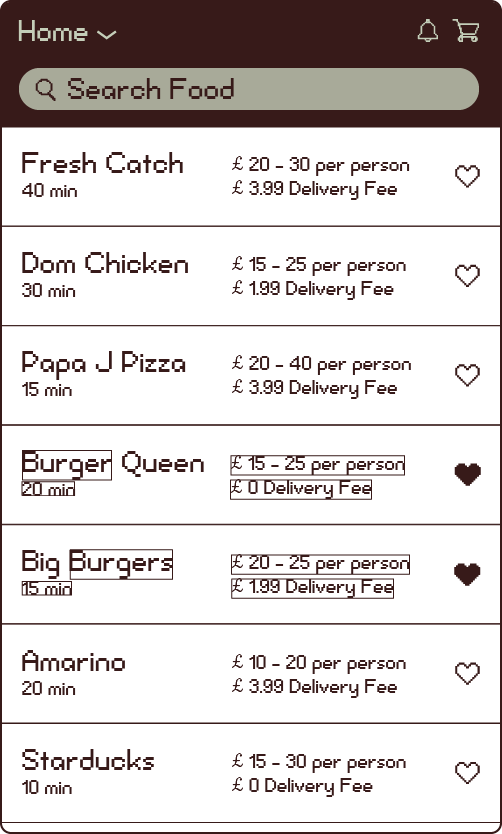 Home
Search Food
Fresh Catch
40 min
£ 20 - 30 per person
£ 3.99 Delivery Fee
Dom Chicken
30 min
£ 15 - 25 per person
£ 1.99 Delivery Fee
Papa J Pizza
15 min
£ 20 - 40 per person
£ 3.99 Delivery Fee
Burger Queen
20 min
£ 15 - 25 per person
£ 0 Delivery Fee
Big Burgers
15 min
£ 20 - 25 per person
£ 1.99 Delivery Fee
Amarino
20 min
£ 10 - 20 per person
£ 3.99 Delivery Fee
Starducks
10 min
£ 15 - 30 per person
£ 0 Delivery Fee